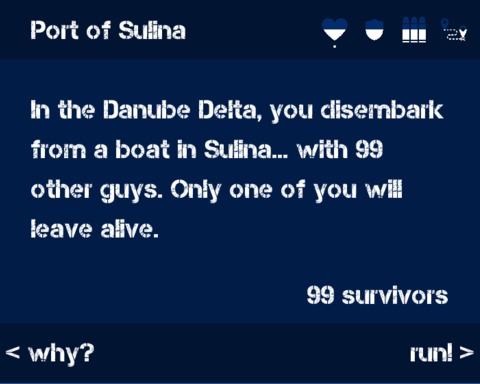 Port of Sulina
In the Danube Delta, you disembark
from a boat in Sulina... with 99
other guys. Only one of you will
leave alive.
99 survivors
< why?
run! >